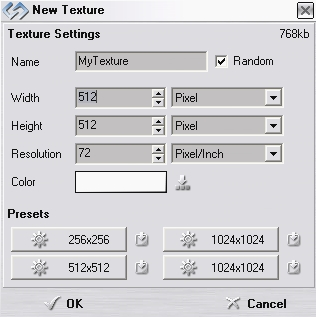 New Texture
Texture Settings 768kb
Name MyTexture Random
Width 512 Pixel
Height 512 Pixel
Resolution 72 Pixel/Inch
Color
Presets
256x256 1024x1024
512x512 1024x1024
OK Cancel